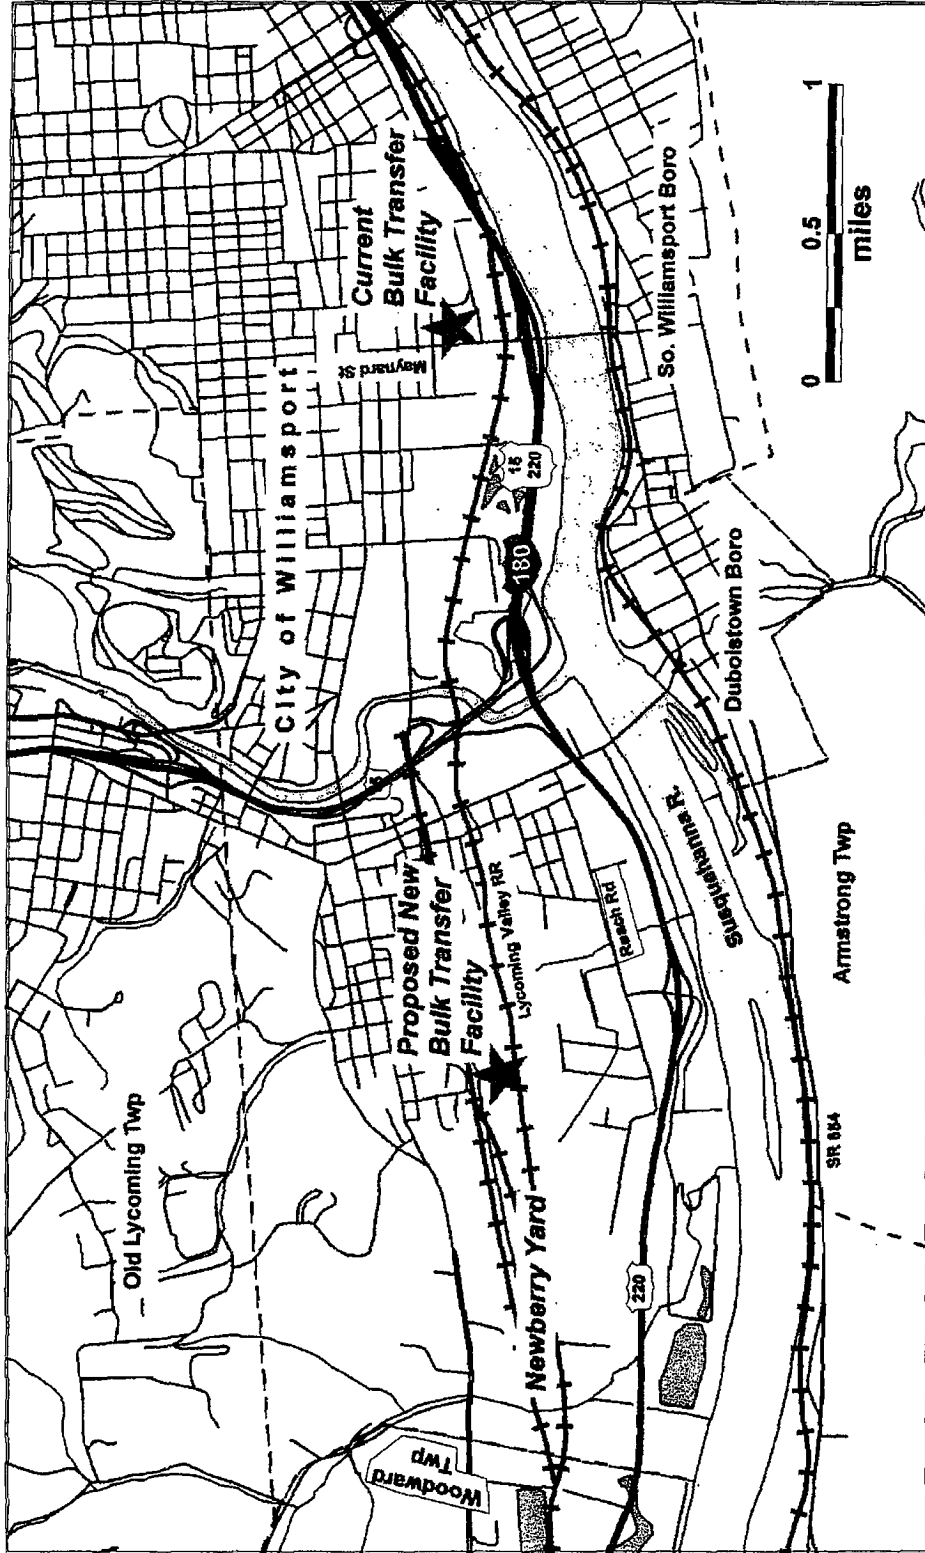 Old Lycoming Twp
Woodward
Twp
Newberry Yard
Proposed New
Bulk Transfer
Facility
Lycoming Valley RR
Reach Rd
220
SR 654
Armstrong Twp
Susquehanna R.
Duboistown Boro
City of Williamsport
15
180
15
220
Maynard St
Current
Bulk Transfer
Facility
So. Williamsport Boro
0
0.5
1
miles